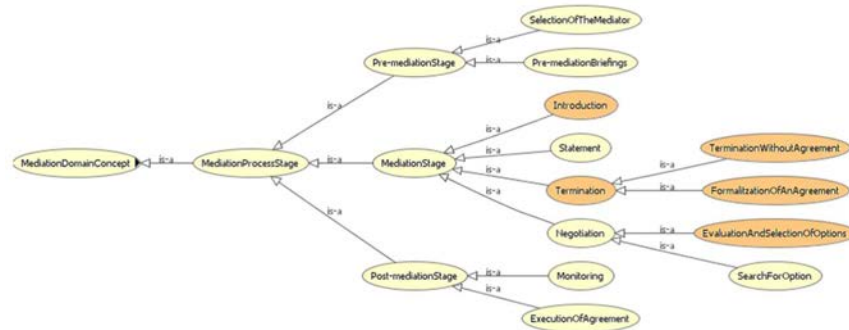 SelectionOfTheMediator
is-a
Pre-mediationStage
is-a
Pre-mediationBriefings
is-a
Introduction
is-a
Statement
is-a
TerminationWithoutAgreement
is-a
MediationDomainConcept
is-a
MediationProcessStage
is-a
MediationStage
is-a
Termination
is-a
FormalitzationOfAnAgreement
is-a
is-a
Negotiation
is-a
EvaluationAndSelectionOfOptions
is-a
is-a
SearchForOption
Post-mediationStage
is-a
Monitoring
is-a
ExecutionOfAgreement